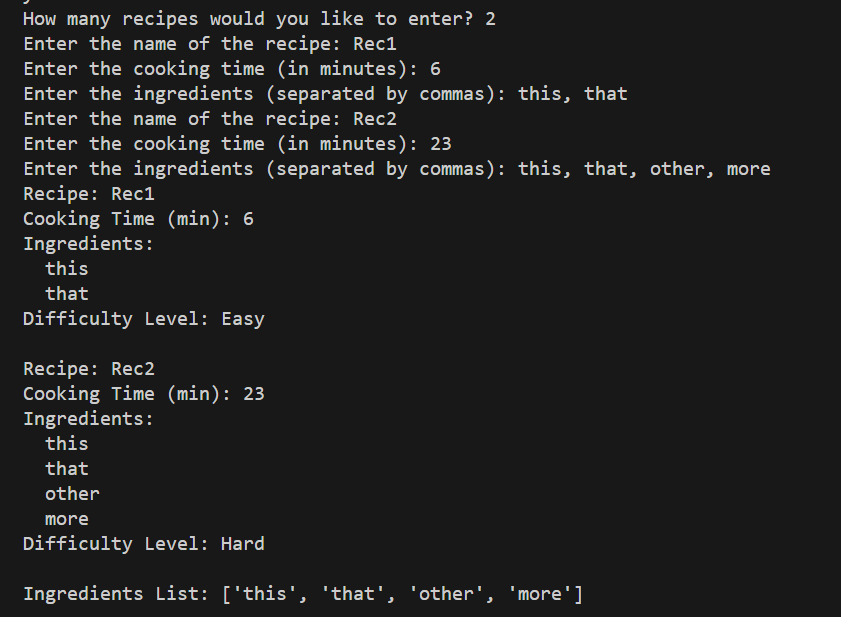 How many recipes would you like to enter? 2
Enter the name of the recipe: Rec1
Enter the cooking time (in minutes): 6
Enter the ingredients (separated by commas): this, that
Enter the name of the recipe: Rec2
Enter the cooking time (in minutes): 23
Enter the ingredients (separated by commas): this, that, other, more
Recipe: Rec1
Cooking Time (min): 6
Ingredients:
  this
  that
Difficulty Level: Easy

Recipe: Rec2
Cooking Time (min): 23
Ingredients:
  this
  that
  other
  more
Difficulty Level: Hard

Ingredients List: ['this', 'that', 'other', 'more']